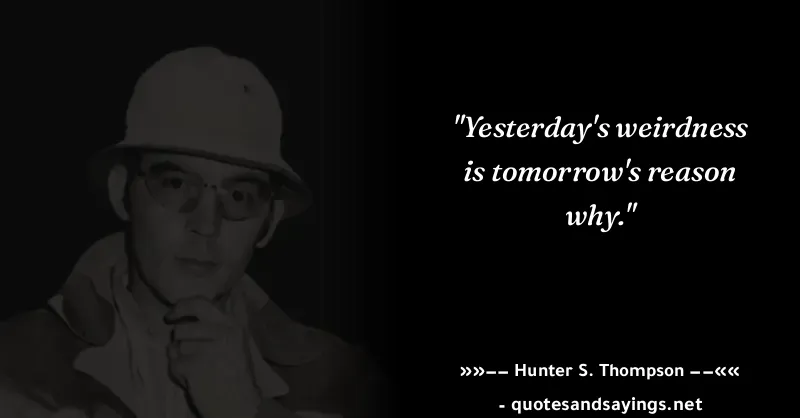 "Yesterday's weirdness
is tomorrow's reason
why."
»»–– Hunter S. Thompson ––««
- quotesandsayings.net